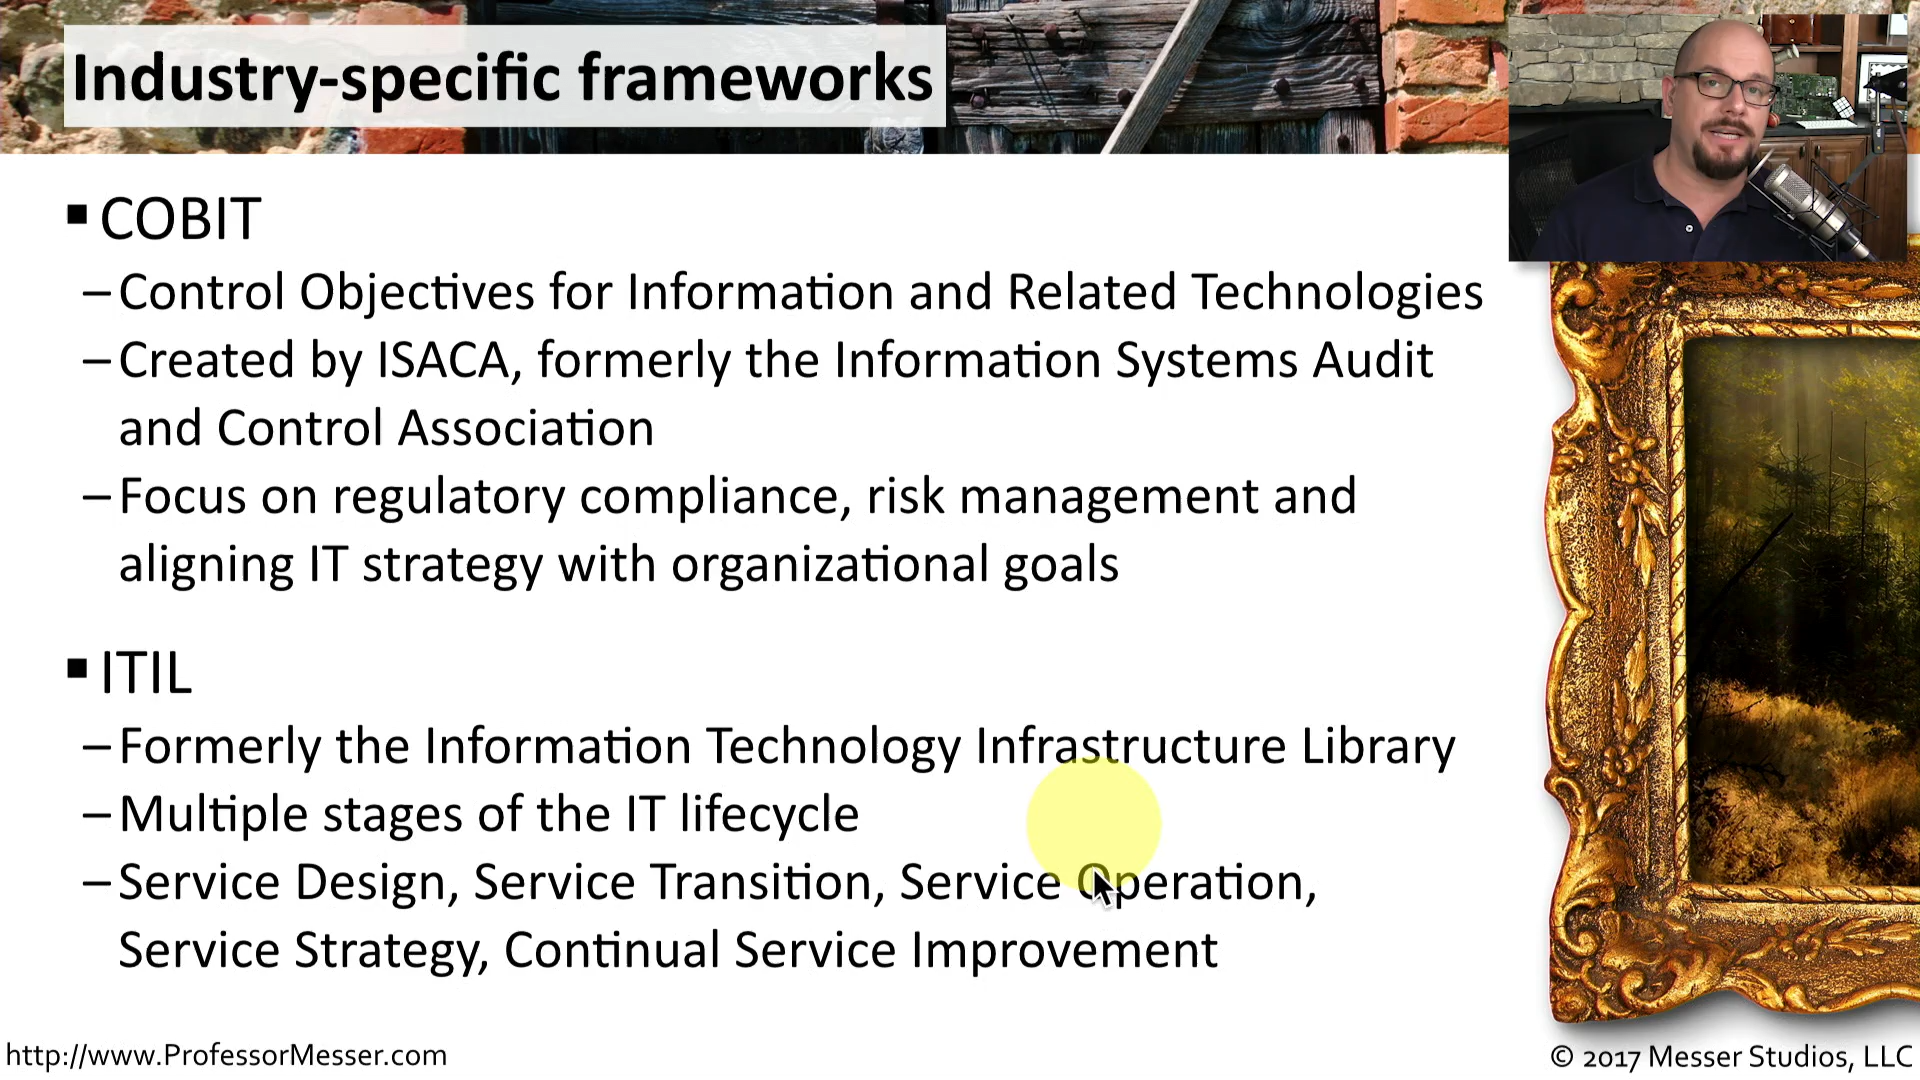 Industry-specific frameworks
▪ COBIT
– Control Objectives for Information and Related Technologies
– Created by ISACA, formerly the Information Systems Audit
and Control Association
– Focus on regulatory compliance, risk management and
aligning IT strategy with organizational goals
▪ ITIL
– Formerly the Information Technology Infrastructure Library
– Multiple stages of the IT lifecycle
– Service Design, Service Transition, Service Operation,
Service Strategy, Continual Service Improvement
http://www.ProfessorMesser.com
© 2017 Messer Studios, LLC